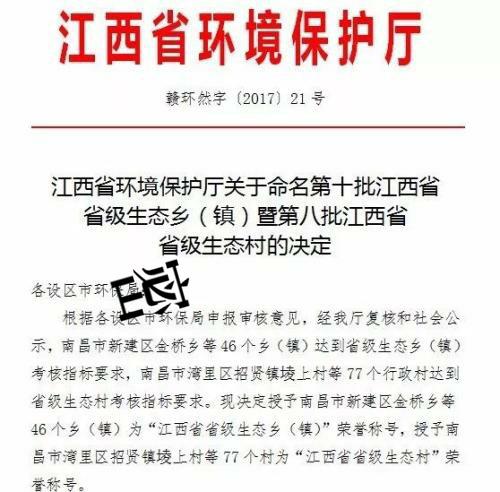 江西省环境保护厅
赣环然字〔2017〕21号
江西省环境保护厅关于命名第十批江西省
省级生态乡（镇）暨第八批江西省
省级生态村的决定
各设区市环保局
根据各设区市环保局申报审核意见，经我厅复核和社会公
示，南昌市新建区金桥乡等46个乡（镇）达到省级生态乡（镇）
考核指标要求，南昌市湾里区招贤镇堎上村等77个行政村达到
省级生态村考核指标要求。现决定授予南昌市新建区金桥乡等
46个乡（镇）为“江西省省级生态乡（镇）”荣誉称号，授予南
昌市湾里区招贤镇堎上村等77个村为“江西省省级生态村”荣
誉称号。